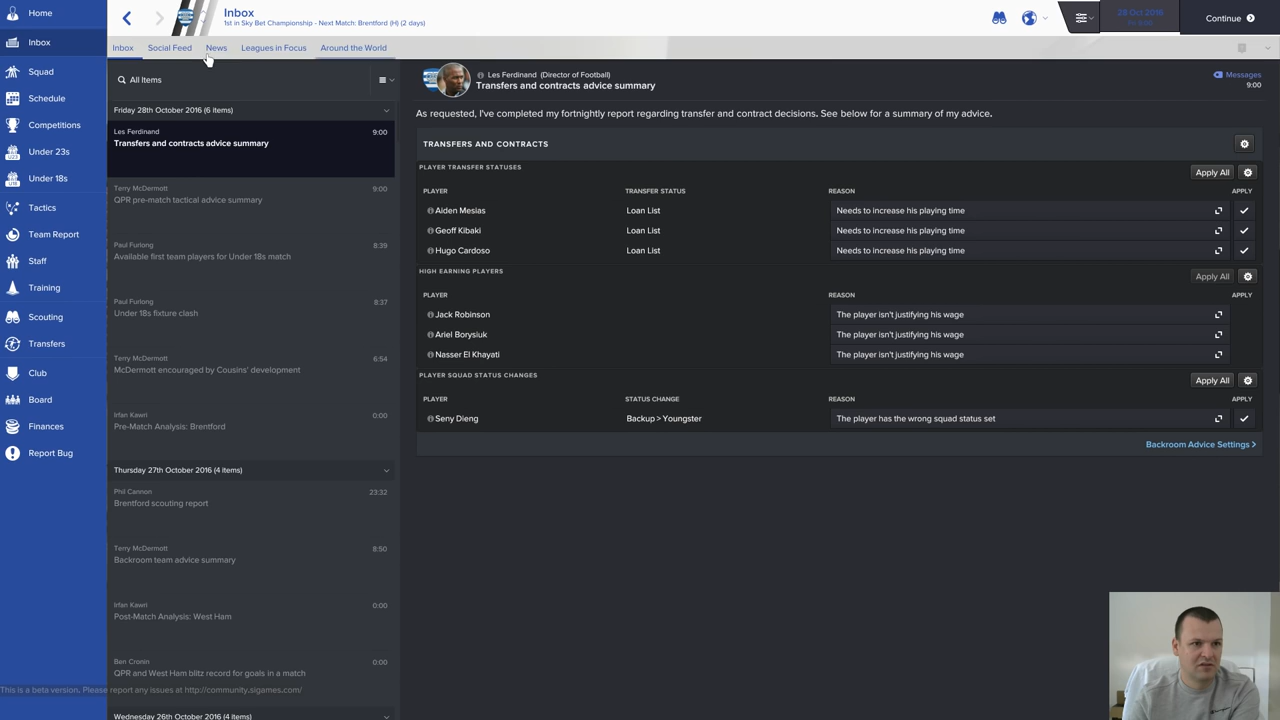 Home
Inbox
Squad
Schedule
Competitions
U23
Under 23s
U18
Under 18s
Tactics
Team Report
Staff
Training
Scouting
Transfers
Club
Board
Finances
Report Bug
Inbox
1st in Sky Bet Championship - Next Match: Brentford (H) (2 days)
28 Oct 2016
Continue
Inbox
Social Feed
News
Leagues in Focus
Around the World
All Items
Friday 28th October 2016 (6 items)
Les Ferdinand 9:00
Transfers and contracts advice summary
Terry McDermott 9:00
QPR pre-match tactical advice summary
Paul Furlong 8:39
Available first team players for Under 18s match
Paul Furlong 8:37
Under 18s fixture clash
Terry McDermott 6:54
McDermott encouraged by Cousins' development
Irfan Kawri 0:00
Pre-Match Analysis: Brentford
Thursday 27th October 2016 (4 items)
Phil Cannon 23:32
Brentford scouting report
Terry McDermott 8:50
Backroom team advice summary
Irfan Kawri 0:00
Post-Match Analysis: West Ham
Ben Cronin 0:00
QPR and West Ham blitz record for goals in a match
This is a beta version. Please report any issues at http://community.sigames.com/
Wednesday 26th October 2016 (4 items)
Les Ferdinand (Director of Football)
Messages
Transfers and contracts advice summary
9:00
As requested, I've completed my fortnightly report regarding transfer and contract decisions. See below for a summary of my advice.
TRANSFERS AND CONTRACTS
PLAYER TRANSFER STATUSES
Apply All
PLAYER TRANSFER STATUS REASON APPLY
Aiden Mesias Loan List Needs to increase his playing time
Geoff Kibaki Loan List Needs to increase his playing time
Hugo Cardoso Loan List Needs to increase his playing time
HIGH EARNING PLAYERS
Apply All
PLAYER REASON APPLY
Jack Robinson The player isn't justifying his wage
Ariel Borysiuk The player isn't justifying his wage
Nasser El Khayati The player isn't justifying his wage
PLAYER SQUAD STATUS CHANGES
Apply All
PLAYER STATUS CHANGE REASON APPLY
Seny Dieng Backup > Youngster The player has the wrong squad status set
Backroom Advice Settings >